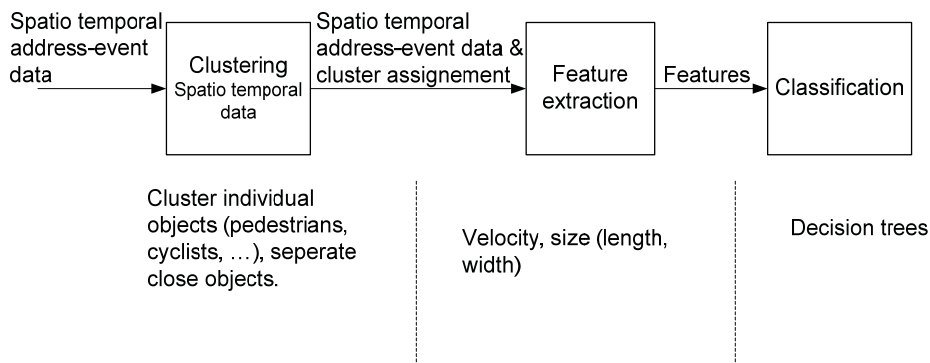 Spatio temporal
address-event
data
Clustering
Spatio temporal
data
Spatio temporal
address-event data &
cluster assignement
Feature
extraction
Features
Classification
Cluster individual
objects (pedestrians,
cyclists, …), seperate
close objects.
Velocity, size (length,
width)
Decision trees